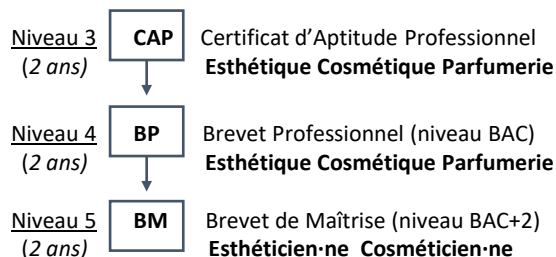 Niveau 3 CAP Certificat d’Aptitude Professionnel
(2 ans) Esthétique Cosmétique Parfumerie
Niveau 4 BP Brevet Professionnel (niveau BAC)
(2 ans) Esthétique Cosmétique Parfumerie
Niveau 5 BM Brevet de Maîtrise (niveau BAC+2)
(2 ans) Esthéticien·ne Cosméticien·ne